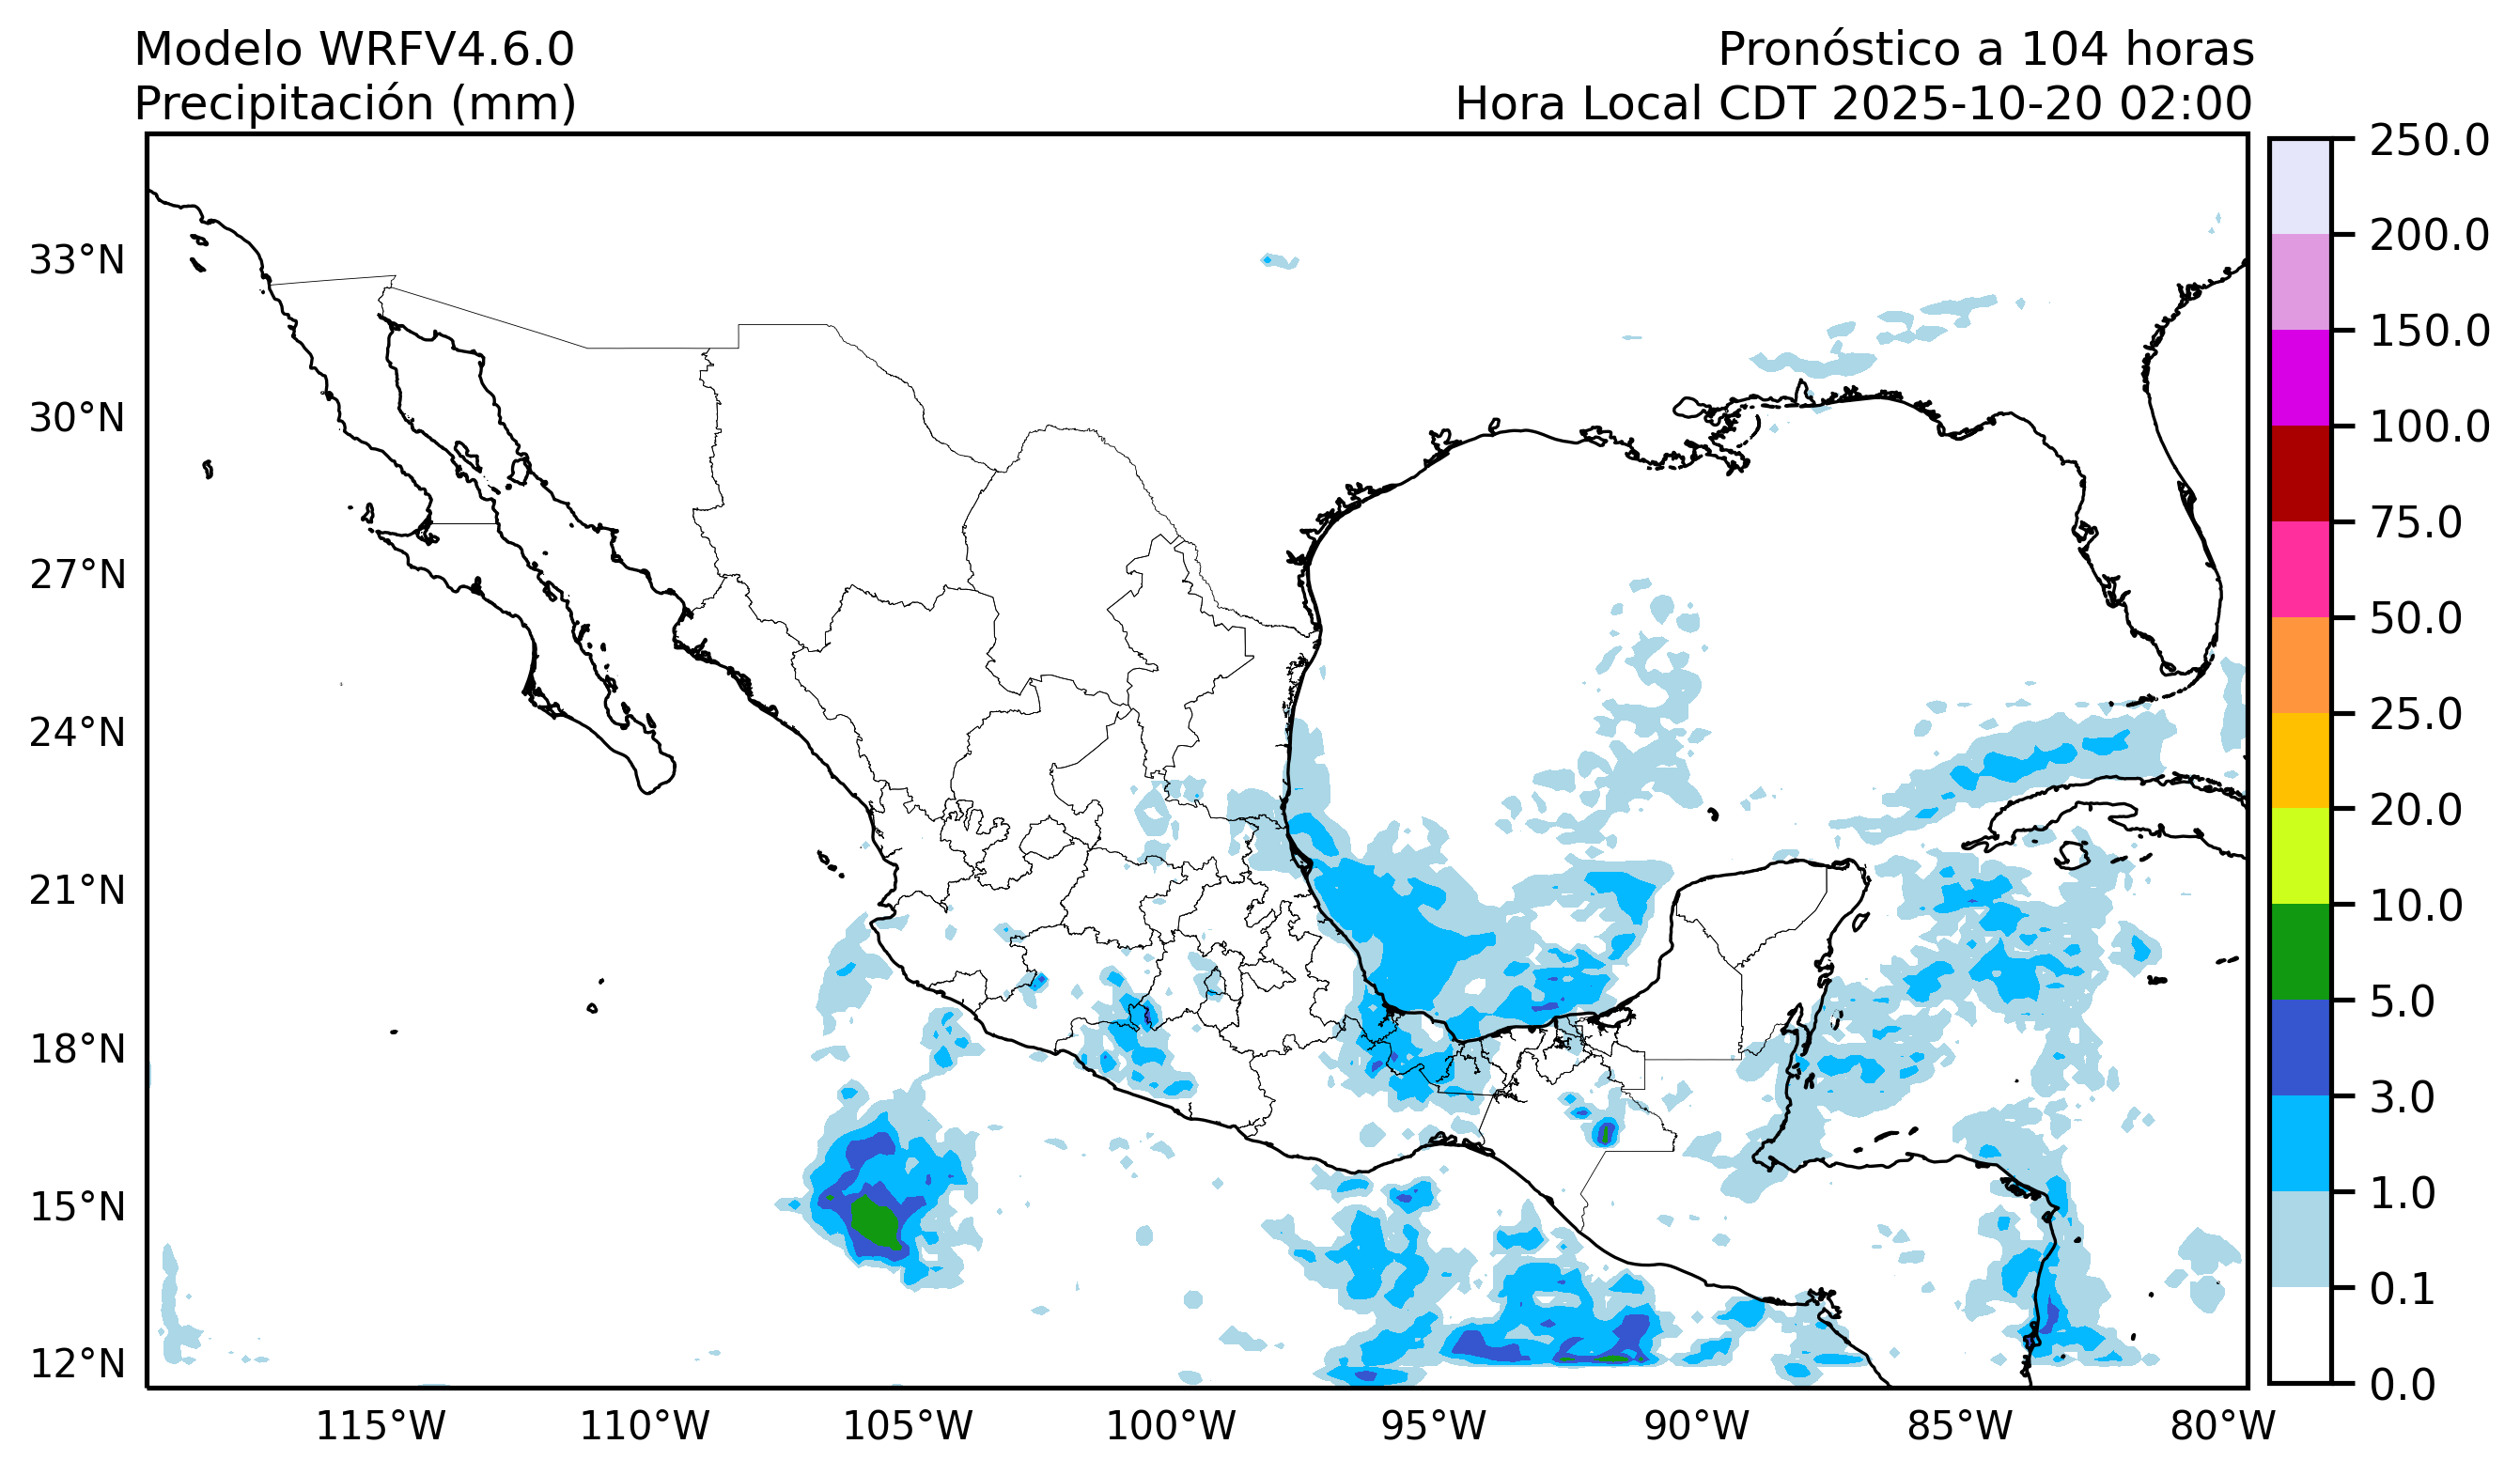 Modelo WRFV4.6.0
Precipitación (mm)
Pronóstico a 104 horas
Hora Local CDT 2025-10-20 02:00
33°N
30°N
27°N
24°N
21°N
18°N
15°N
12°N
115°W
110°W
105°W
100°W
95°W
90°W
85°W
80°W
250.0
200.0
150.0
100.0
75.0
50.0
25.0
20.0
10.0
5.0
3.0
1.0
0.1
0.0